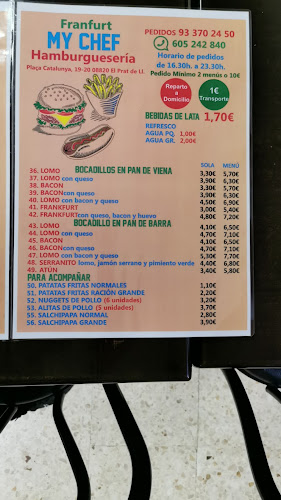 Franfurt
MY CHEF
Hamburguesería
Plaça Catalunya, 19-20 08820 El Prat de Ll.
PEDIDOS 93 370 24 50
605 242 840
Horario de pedidos
de 16.30h. a 23.30h.
Pedido Minimo 2 menús o 10€
Reparto
a
Domicilio
1€
Transporte
BEBIDAS DE LATA 1,70€
REFRESCO
AGUA PQ. 1,00€
AGUA GR. 2,00€
BOCADILLOS EN PAN DE VIENA SOLA MENÚ
36. LOMO 3,30€ 5,70€
37. LOMO con queso 3,90€ 6,30€
38. BACON 3,30€ 5,70€
39. BACON con queso 3,90€ 6,30€
40. LOMO con bacon y queso 4,50€ 6,90€
41. FRANKFURT 3,00€ 5,40€
42. FRANKFURT con queso, bacon y huevo 4,80€ 7,20€
BOCADILLO EN PAN DE BARRA
43. LOMO 4,10€ 6,50€
44. LOMO con queso 4,70€ 7,10€
45. BACON 4,10€ 6,50€
46. BACON con queso 4,70€ 7,10€
47. LOMO con bacon y queso 5,30€ 7,70€
48. SERRANITO lomo, jamón serrano y pimiento verde 4,40€ 6,80€
49. ATÚN 3,40€ 5,80€
PARA ACOMPAÑAR
50. PATATAS FRITAS NORMALES 1,10€
51. PATATAS FRITAS RACIÓN GRANDE 2,20€
52. NUGGETS DE POLLO (6 unidades) 3,20€
53. ALITAS DE POLLO (5 unidades) 3,70€
55. SALCHIPAPA NORMAL 2,80€
56. SALCHIPAPA GRANDE 3,90€